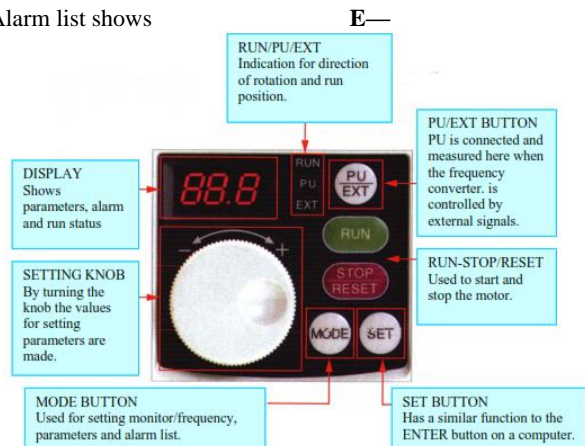 Alarm list shows E—
RUN/PU/EXT
Indication for direction
of rotation and run
position.
PU/EXT BUTTON
PU is connected and
measured here when
the frequency
converter. is
controlled by
external signals.
DISPLAY
Shows
parameters, alarm
and run status
88.8
RUN
PU
EXT
PU
EXT
RUN
STOP
RESET
RUN-STOP/RESET
Used to start and
stop the motor.
SETTING KNOB
By turning the
knob the values
for setting
parameters are
made.
− +
MODE
SET
MODE BUTTON
Used for setting monitor/frequency,
parameters and alarm list.
SET BUTTON
Has a similar function to the
ENTER button on a computer.